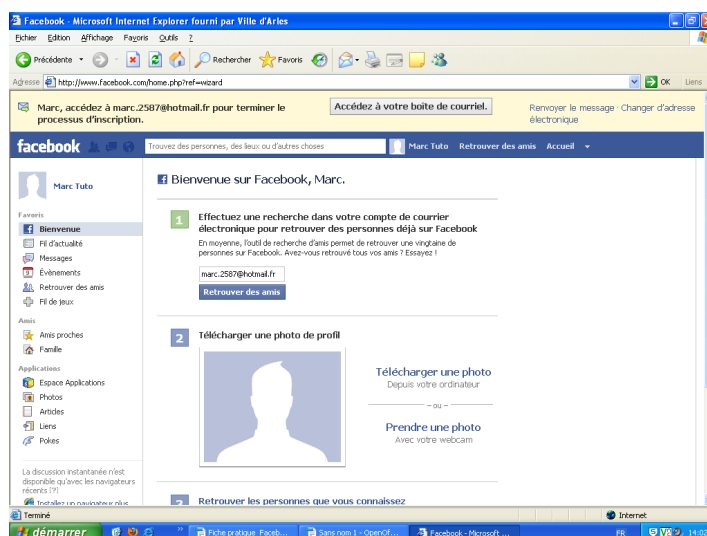 Facebook - Microsoft Internet Explorer fourni par Ville d'Arles
Fichier Edition Affichage Favoris Outils ?
Précédente Rechercher Favoris
Adresse http://www.facebook.com/home.php?ref=wizard OK Liens
Marc, accédez à marc.2587@hotmail.fr pour terminer le
processus d'inscription.
Accédez à votre boîte de courriel.
Renvoyer le message · Changer d'adresse
électronique
facebook Trouvez des personnes, des lieux ou d'autres choses Marc Tuto Retrouver des amis Accueil
Marc Tuto
Favoris
Bienvenue
Fil d'actualité
Messages
Évènements
Retrouver des amis
Fil de jeux
Amis
Amis proches
Famille
Applications
Espace Applications
Photos
Articles
Liens
Pokes
La discussion instantanée n'est
disponible qu'avec les navigateurs
récents [?]
Installez un navigateur plus
Bienvenue sur Facebook, Marc.
1 Effectuez une recherche dans votre compte de courrier
électronique pour retrouver des personnes déjà sur Facebook
En moyenne, l'outil de recherche d'amis permet de retrouver une vingtaine de
personnes sur Facebook. Avez-vous retrouvé tous vos amis ? Essayez !
marc.2587@hotmail.fr
Retrouver des amis
2 Télécharger une photo de profil
Télécharger une photo
Depuis votre ordinateur
- ou -
Prendre une photo
Avec votre webcam
Retrouver les personnes que vous connaissez
Terminé Internet
démarrer Fiche pratique Faceb... Sans nom 1 - OpenOf... Facebook - Microsoft ... FR 14:02